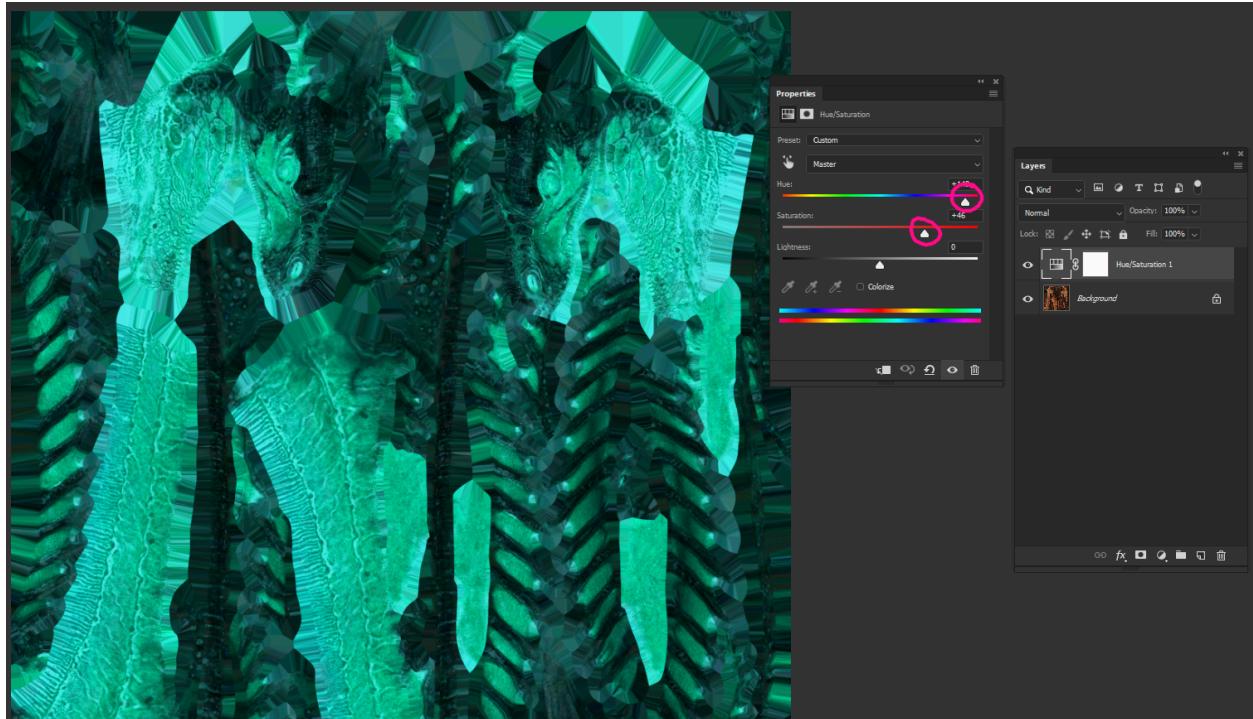 Properties
Hue/Saturation
Preset: Custom
Master
Hue:
Saturation: +46
Lightness: 0
Colorize
Layers
Kind
Normal Opacity: 100%
Lock: Fill: 100%
Hue/Saturation 1
Background